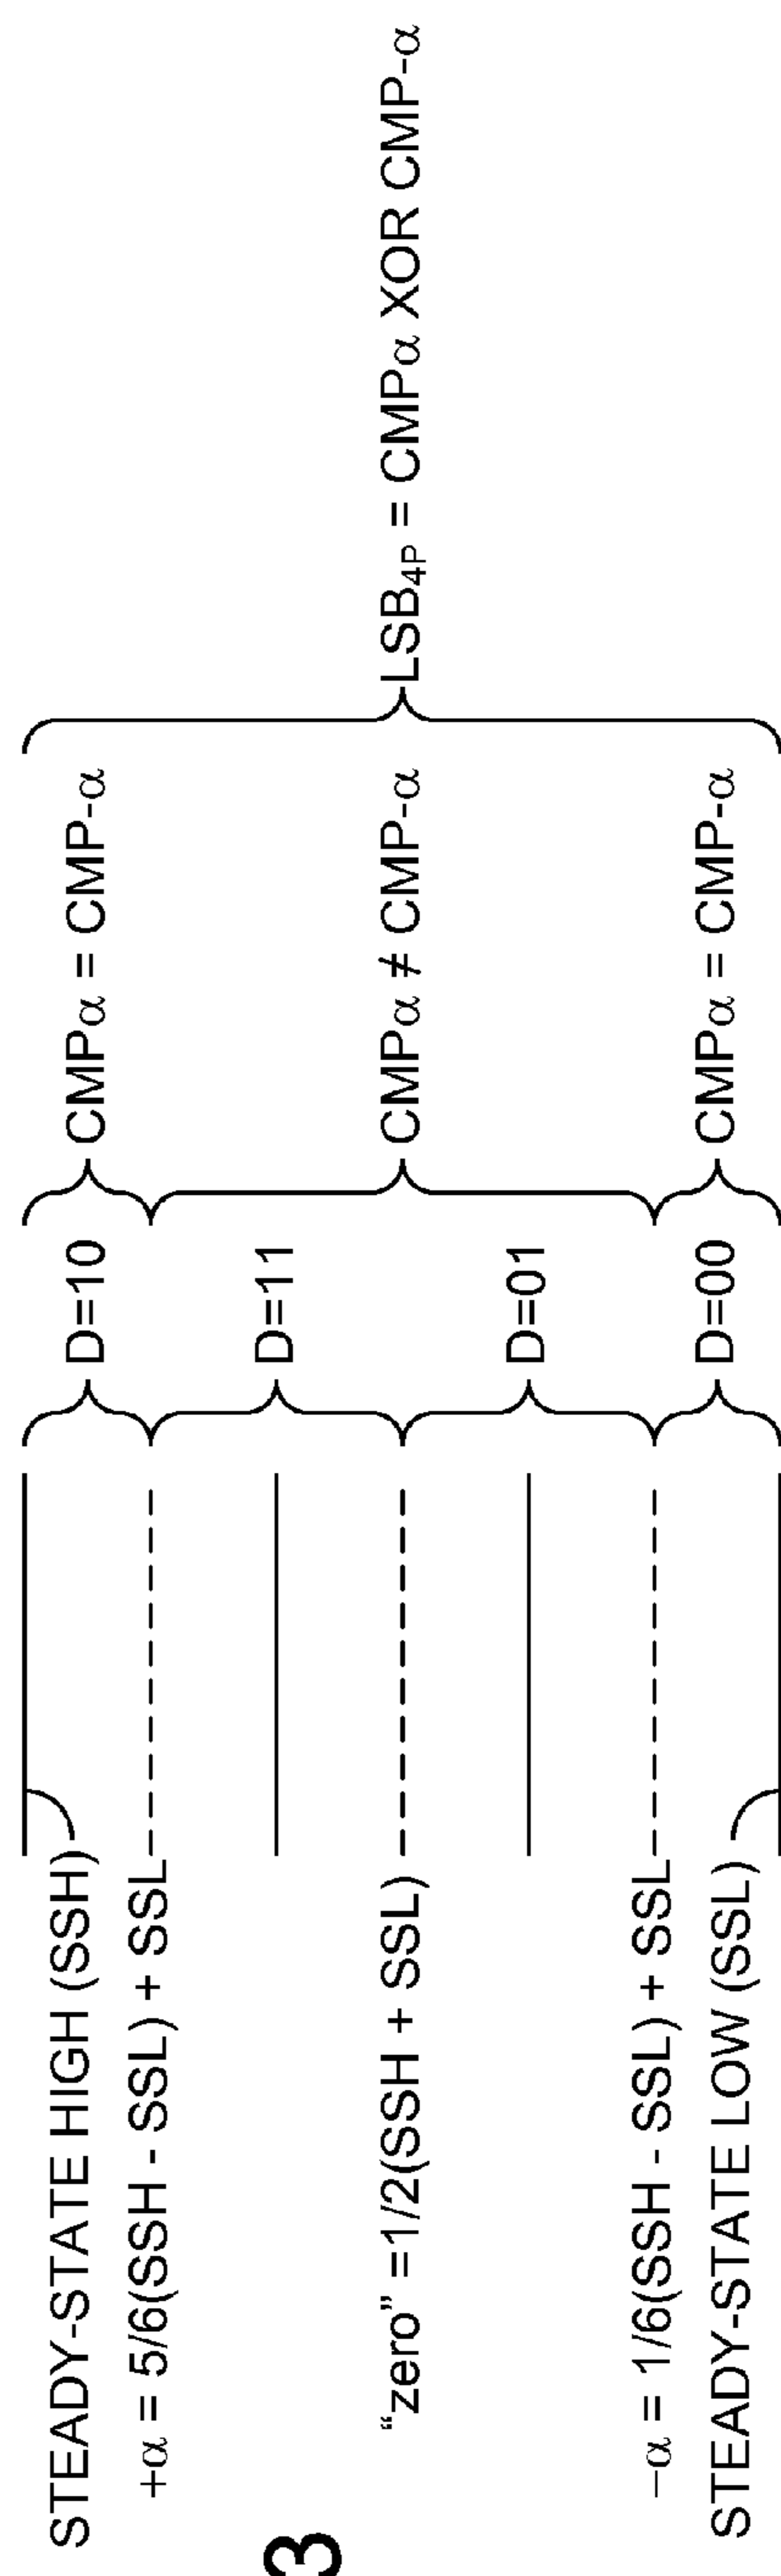 STEADY-STATE HIGH (SSH)
+α = 5/6(SSH - SSL) + SSL
“zero” =1/2(SSH + SSL)
−α = 1/6(SSH - SSL) + SSL
STEADY-STATE LOW (SSL)
D=10
D=11
D=01
D=00
CMPα = CMP-α
CMPα ≠ CMP-α
CMPα = CMP-α
LSB4P = CMPα XOR CMP-α
3